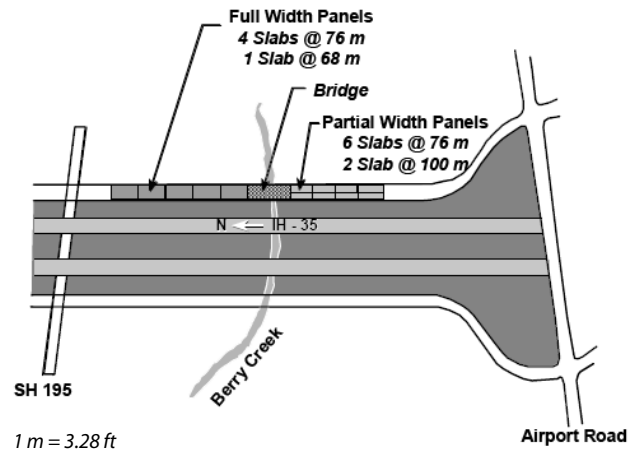 Full Width Panels
4 Slabs @ 76 m
1 Slab @ 68 m
Bridge
Partial Width Panels
6 Slabs @ 76 m
2 Slab @ 100 m
N IH - 35
Berry Creek
SH 195
Airport Road
1 m = 3.28 ft